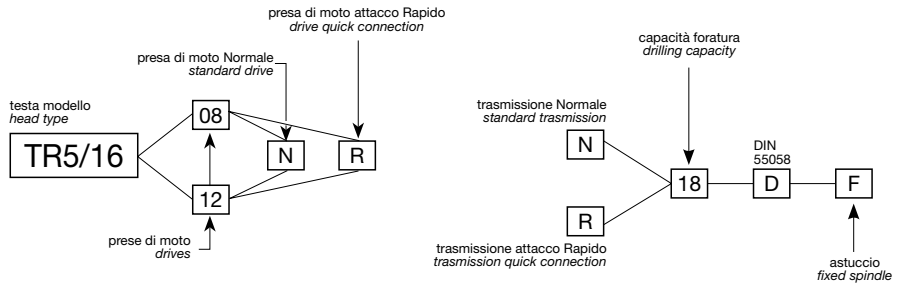 presa di moto attacco Rapido
drive quick connection
presa di moto Normale
standard drive
testa modello
head type
TR5/16
08
12
N
R
prese di moto
drives
capacità foratura
drilling capacity
trasmissione Normale
standard trasmission
N
R
18
DIN
55058
D
F
trasmissione attacco Rapido
trasmission quick connection
astuccio
fixed spindle